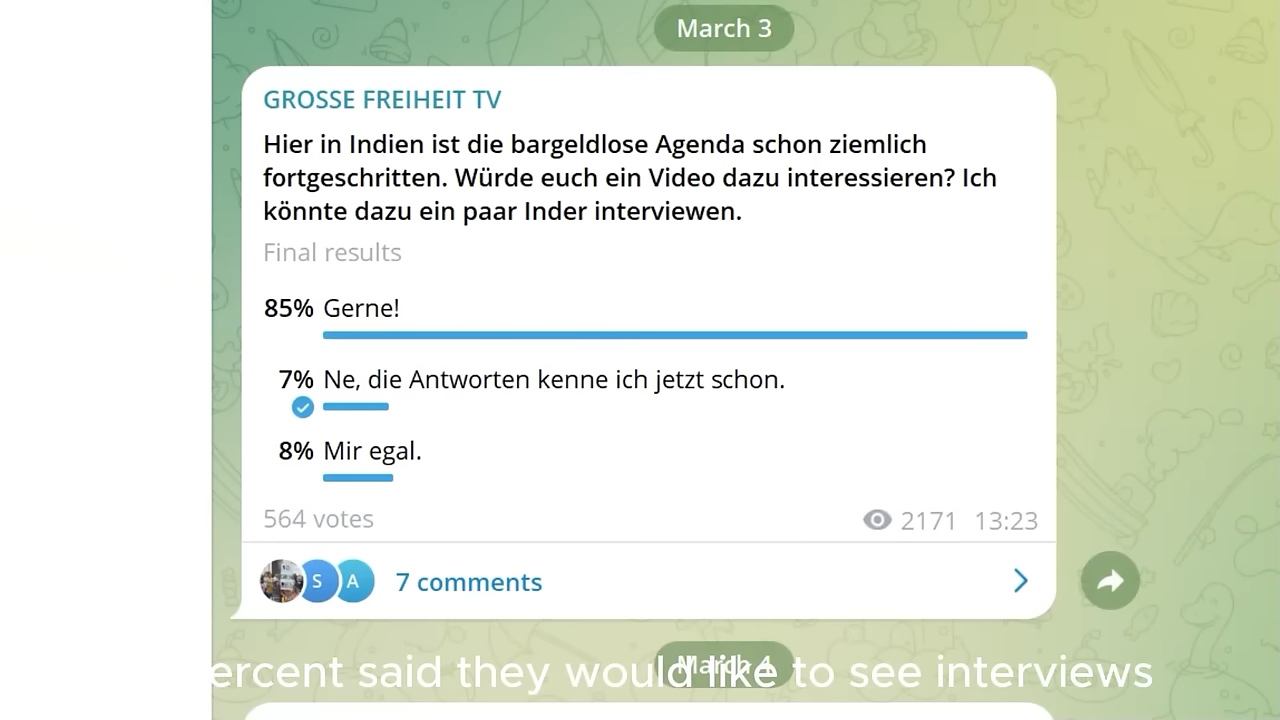 March 3
GROSSE FREIHEIT TV
Hier in Indien ist die bargeldlose Agenda schon ziemlich
fortgeschritten. Würde euch ein Video dazu interessieren? Ich
könnte dazu ein paar Inder interviewen.
Final results
85% Gerne!
7% Ne, die Antworten kenne ich jetzt schon.
8% Mir egal.
564 votes 2171 13:23
S A 7 comments
March 4
ercent said they would like to see interviews